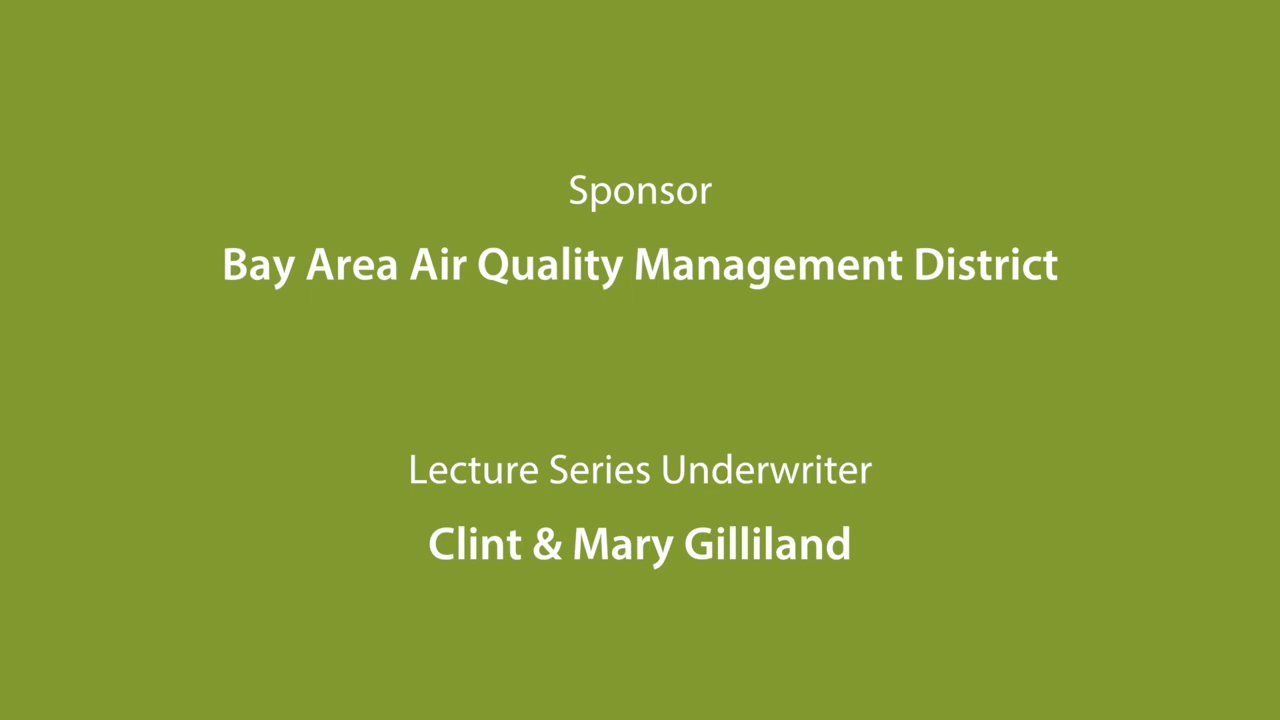 Sponsor
Bay Area Air Quality Management District
Lecture Series Underwriter
Clint & Mary Gilliland